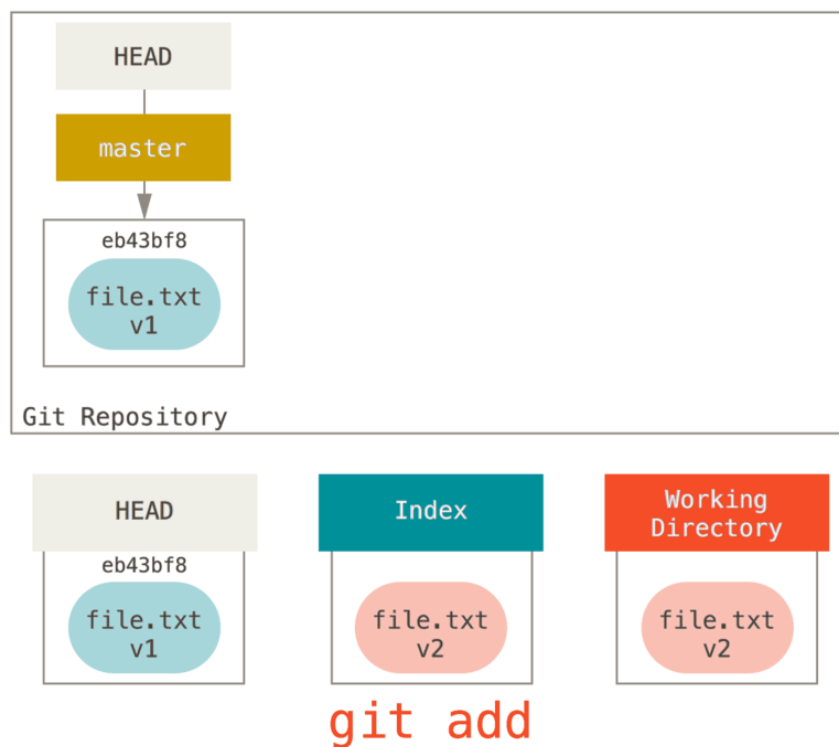 HEAD
master
eb43bf8
file.txt
v1
Git Repository
HEAD
Index
Working
Directory
eb43bf8
file.txt
v1
file.txt
v2
file.txt
v2
git add